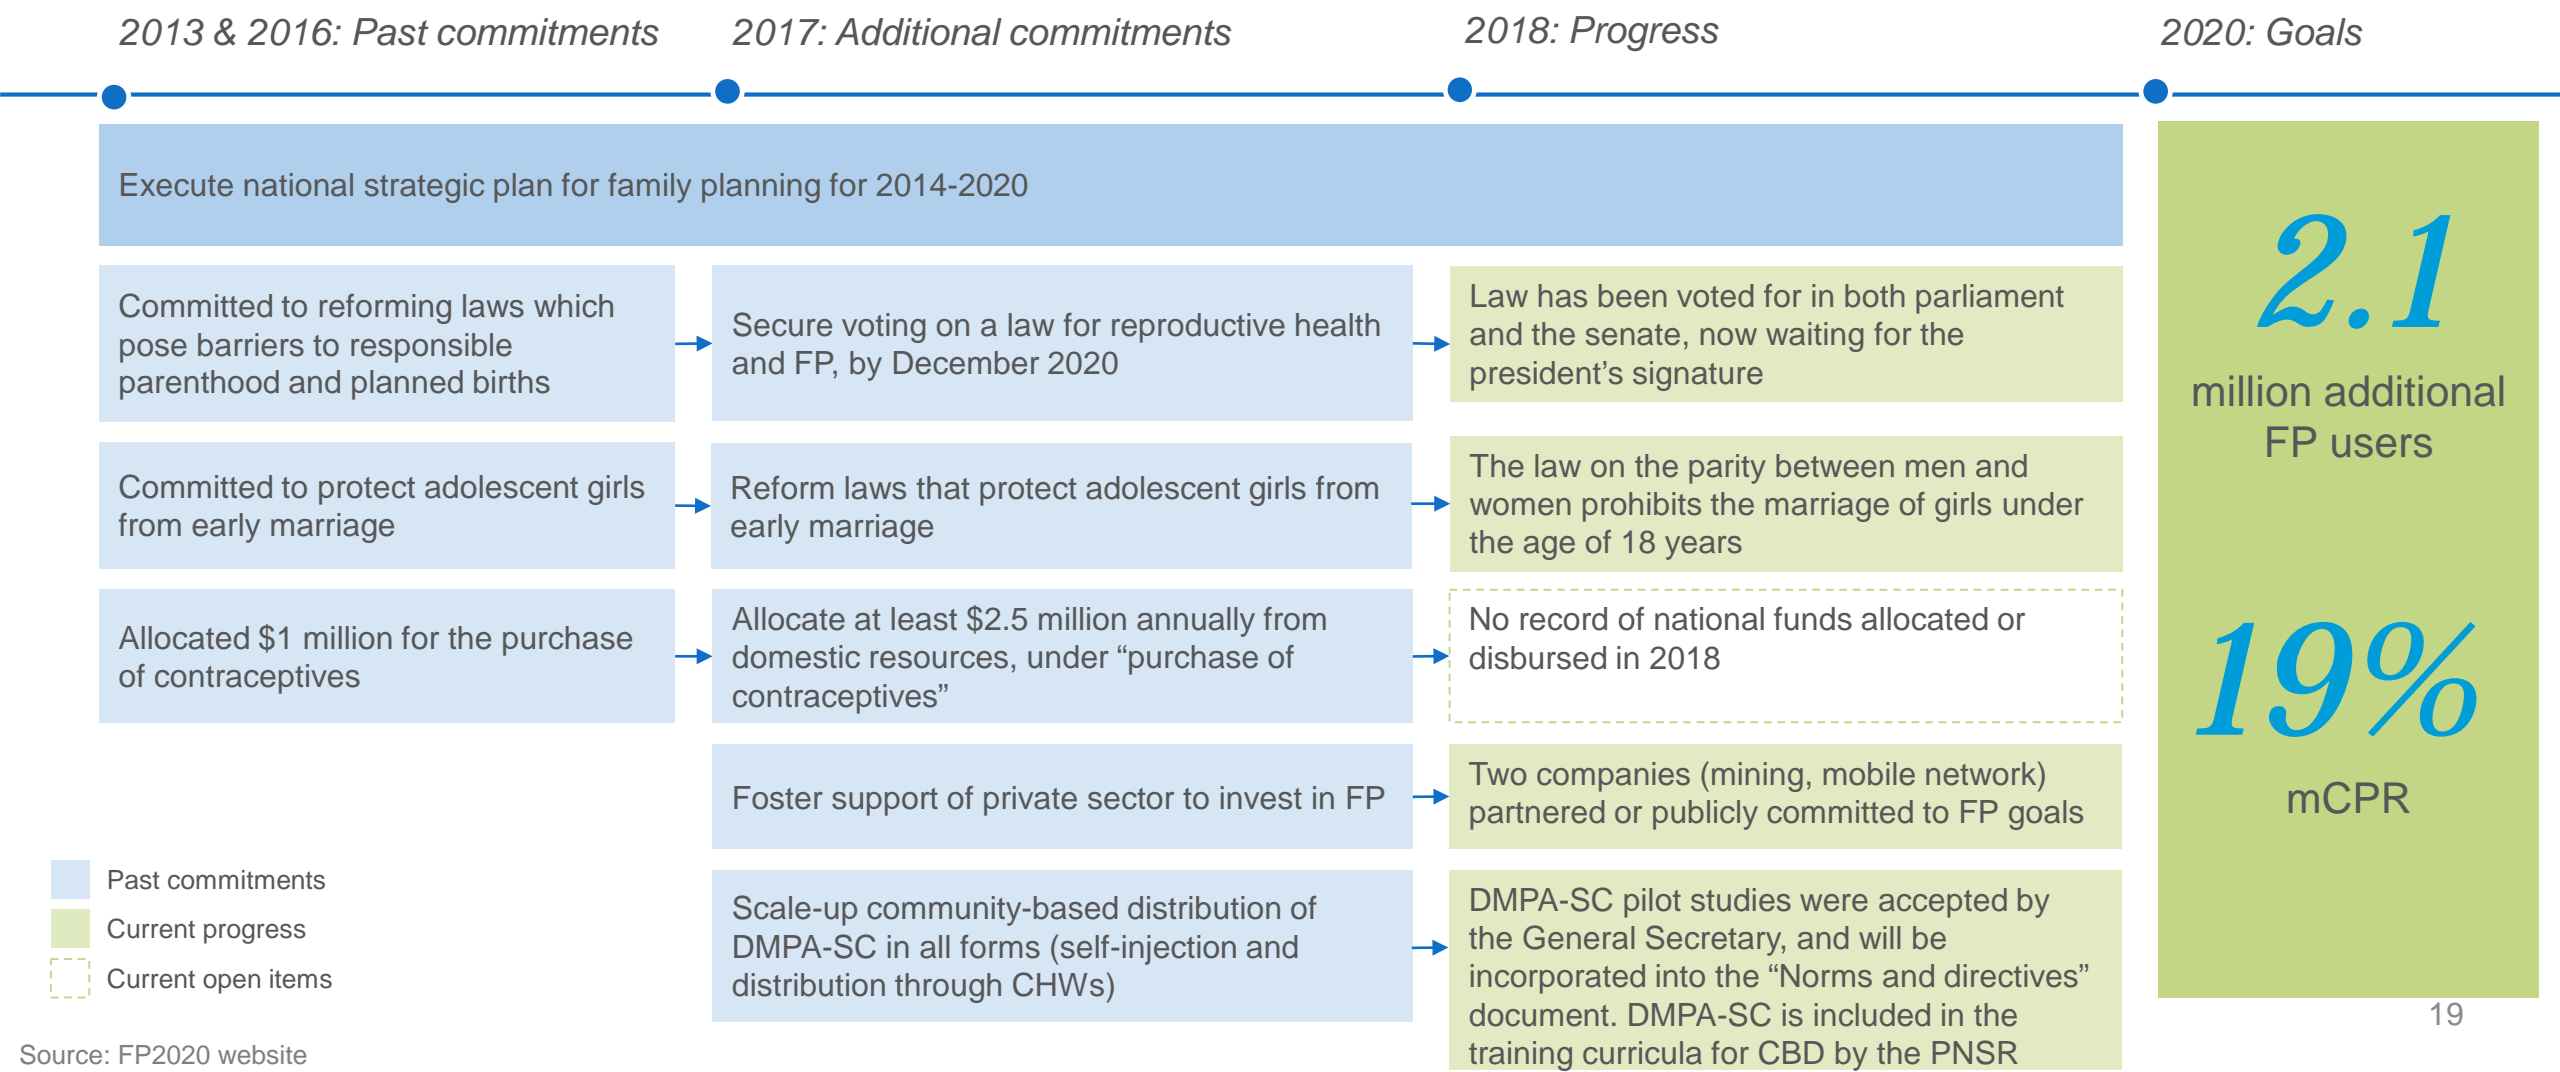 2013 & 2016: Past commitments
2017: Additional commitments
2018: Progress
2020: Goals
Execute national strategic plan for family planning for 2014-2020
Committed to reforming laws which
pose barriers to responsible
parenthood and planned births
Secure voting on a law for reproductive health
and FP, by December 2020
Law has been voted for in both parliament
and the senate, now waiting for the
president’s signature
Committed to protect adolescent girls
from early marriage
Reform laws that protect adolescent girls from
early marriage
The law on the parity between men and
women prohibits the marriage of girls under
the age of 18 years
Allocated $1 million for the purchase
of contraceptives
Allocate at least $2.5 million annually from
domestic resources, under “purchase of
contraceptives”
No record of national funds allocated or
disbursed in 2018
Foster support of private sector to invest in FP
Two companies (mining, mobile network)
partnered or publicly committed to FP goals
Scale-up community-based distribution of
DMPA-SC in all forms (self-injection and
distribution through CHWs)
DMPA-SC pilot studies were accepted by
the General Secretary, and will be
incorporated into the “Norms and directives”
document. DMPA-SC is included in the
training curricula for CBD by the PNSR
2.1
million additional
FP users
19%
mCPR
Past commitments
Current progress
Current open items
Source: FP2020 website
19